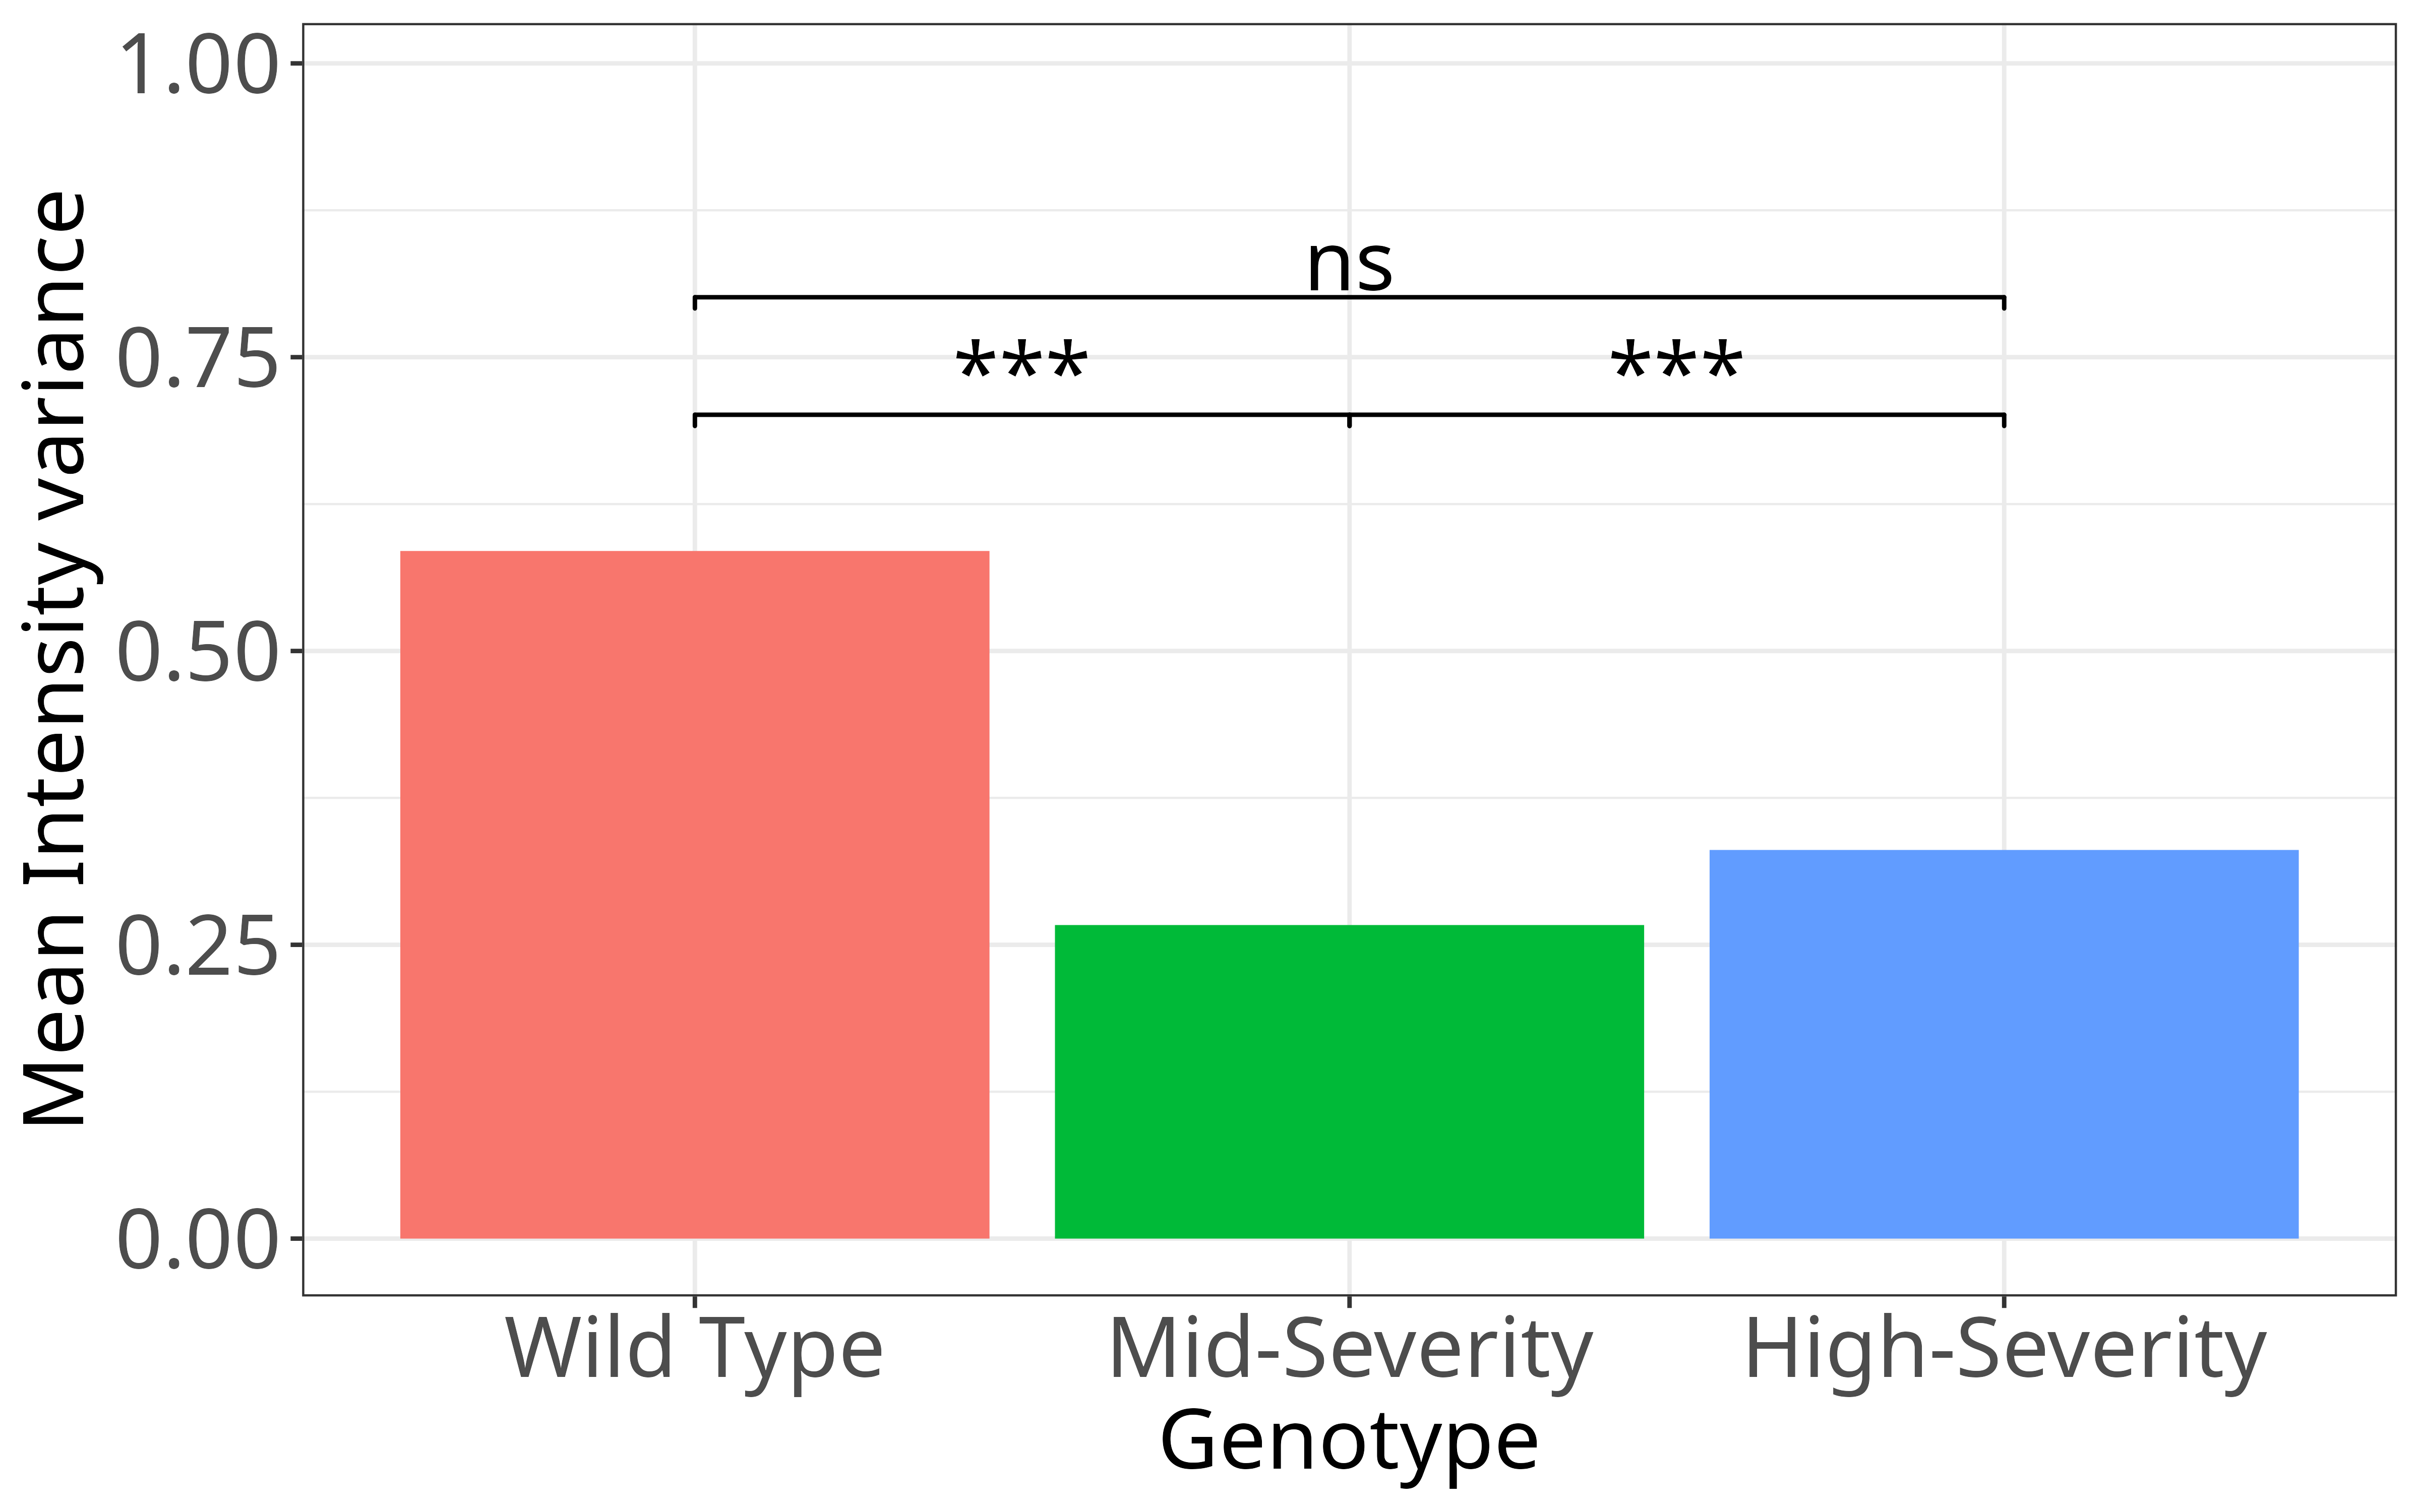 Mean Intensity variance
1.00
0.75
0.50
0.25
0.00
ns
*** ***
Wild Type Mid-Severity High-Severity
Genotype